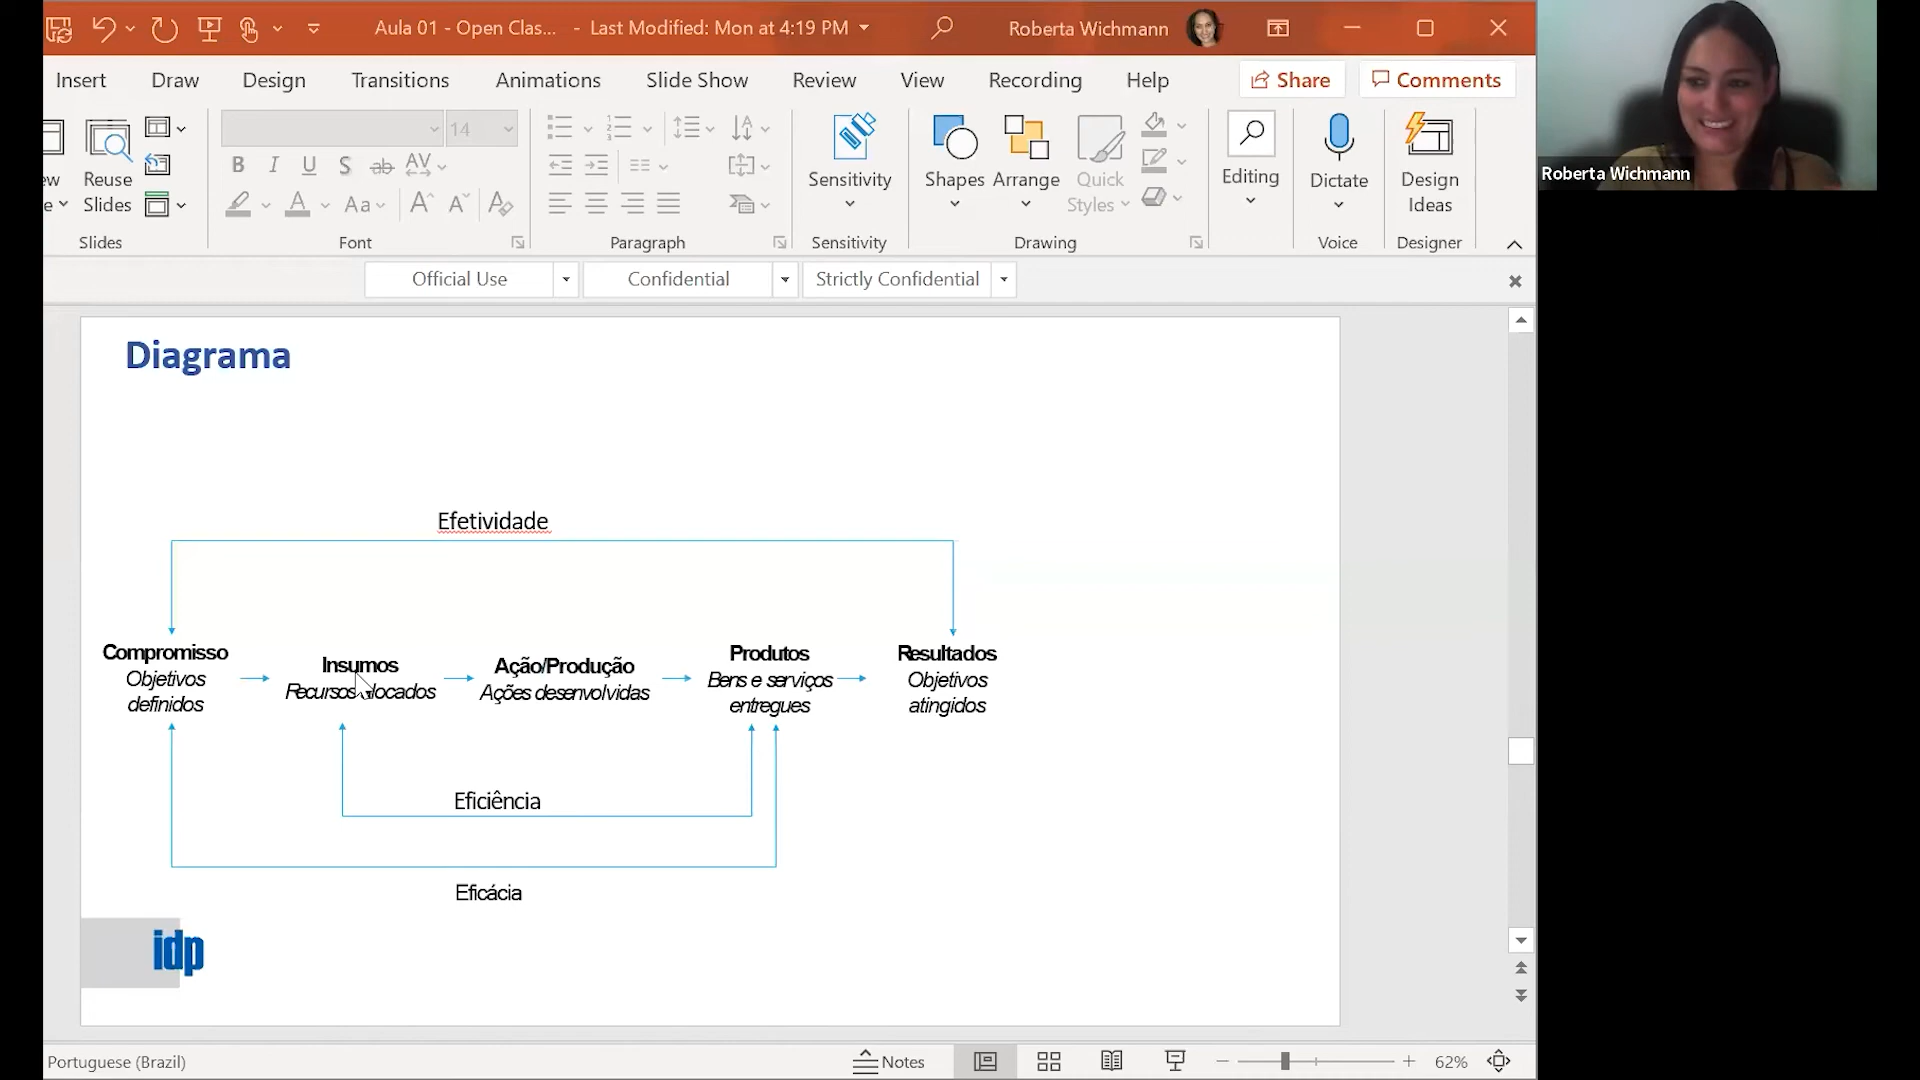 Aula 01 - Open Clas... - Last Modified: Mon at 4:19 PM
Roberta Wichmann
Insert Draw Design Transitions Animations Slide Show Review View Recording Help Share Comments
14
Reuse
Slides
Slides
B I U S ab AV
A Aa A A A
Font
Paragraph
Sensitivity
Sensitivity
Shapes Arrange Quick
Styles
Drawing
Editing
Dictate
Voice
Design
Ideas
Designer
Roberta Wichmann
Official Use Confidential Strictly Confidential
Diagrama
Efetividade
Compromisso
Objetivos
definidos
Insumos
Recursos alocados
Ação/Produção
Ações desenvolvidas
Produtos
Bens e serviços
entregues
Resultados
Objetivos
atingidos
Eficiência
Eficácia
idp
Portuguese (Brazil) Notes 62%